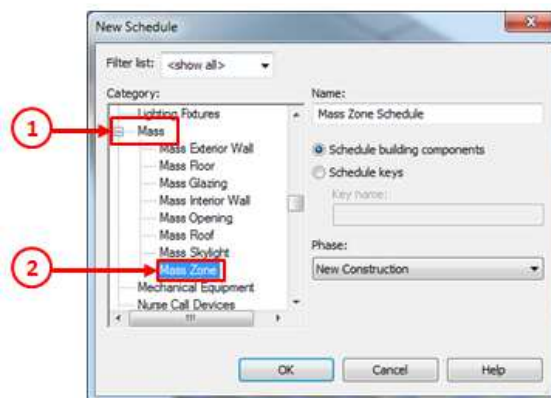 New Schedule
Filter list: <show all>
Category:
Lighting Fixtures
Mass
Mass Exterior Wall
Mass Floor
Mass Glazing
Mass Interior Wall
Mass Opening
Mass Roof
Mass Skylight
Mass Zone
Mechanical Equipment
Nurse Call Devices
1
2
Name:
Mass Zone Schedule
Schedule building components
Schedule keys
Key name:
Phase:
New Construction
OK Cancel Help